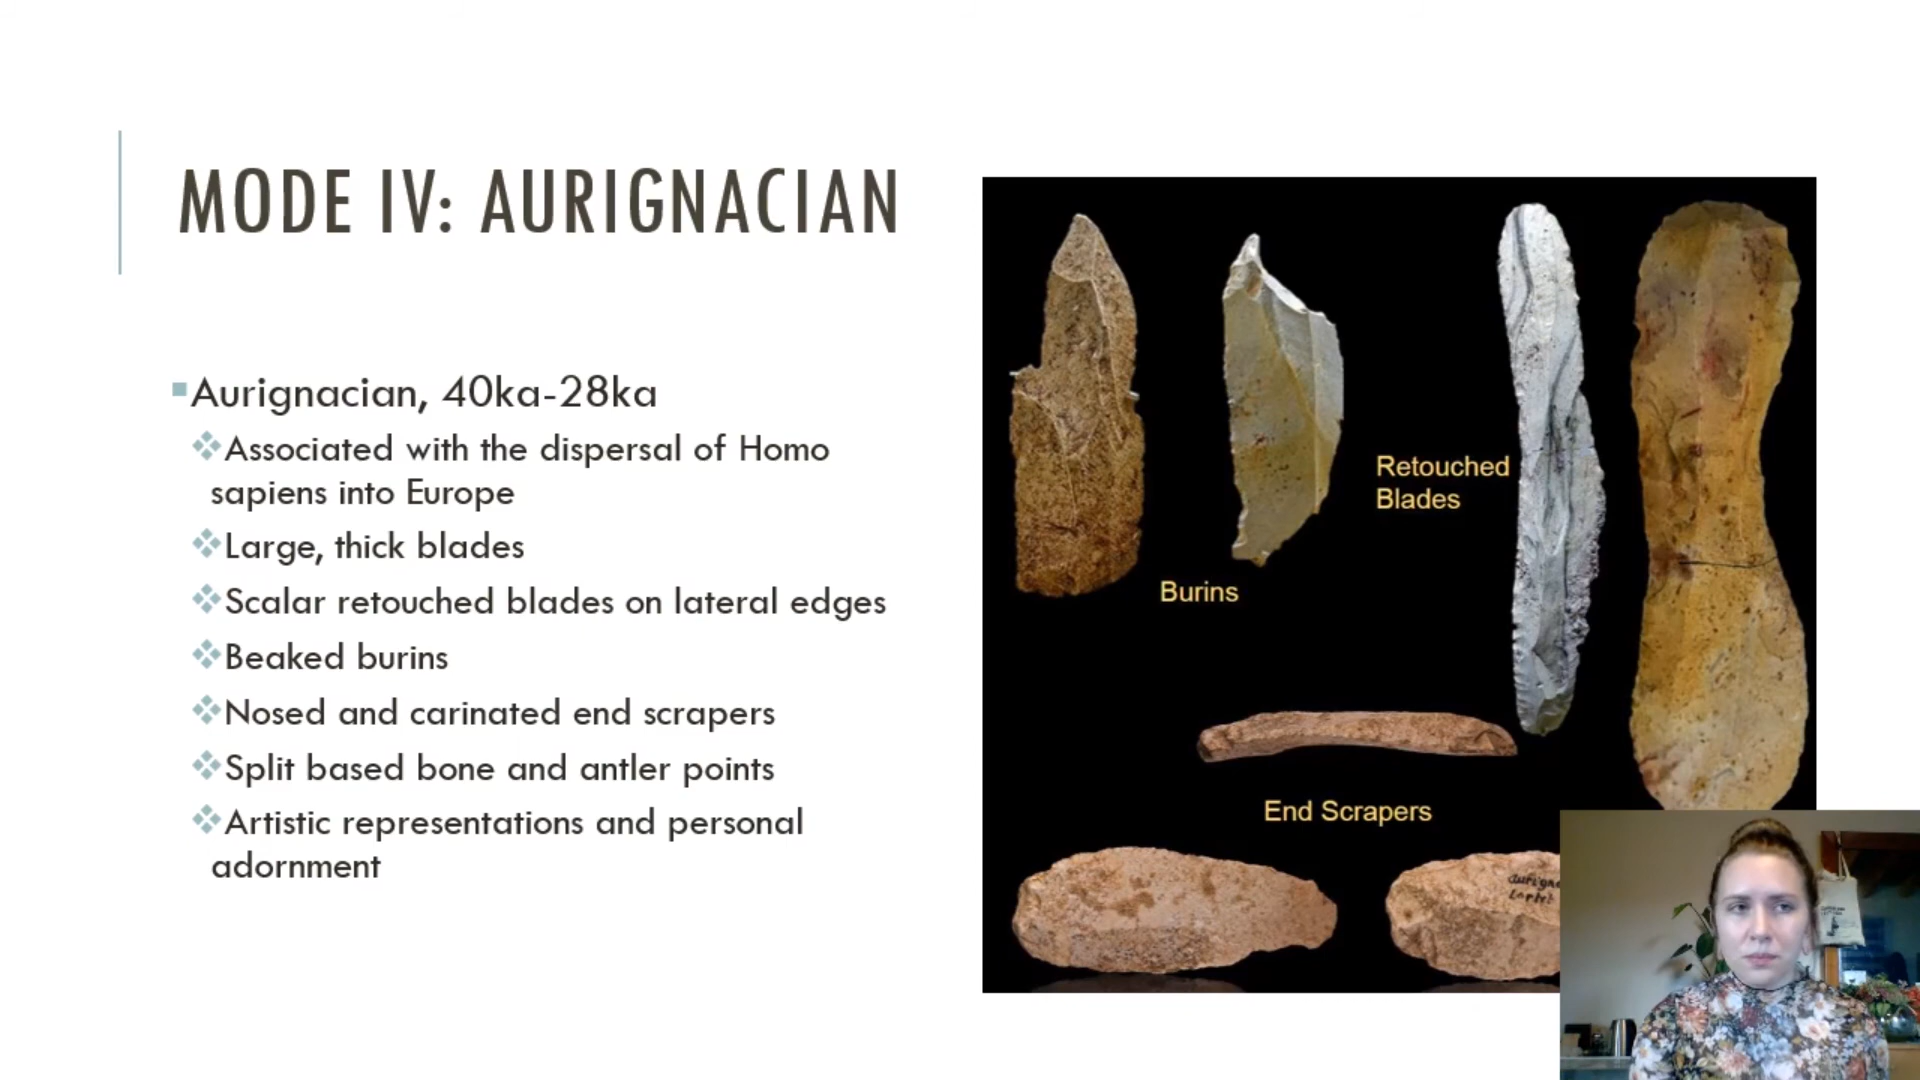 MODE IV: AURIGNACIAN
Aurignacian, 40ka-28ka
Associated with the dispersal of Homo
sapiens into Europe
Large, thick blades
Scalar retouched blades on lateral edges
Beaked burins
Nosed and carinated end scrapers
Split based bone and antler points
Artistic representations and personal
adornment
Retouched
Blades
Burins
End Scrapers